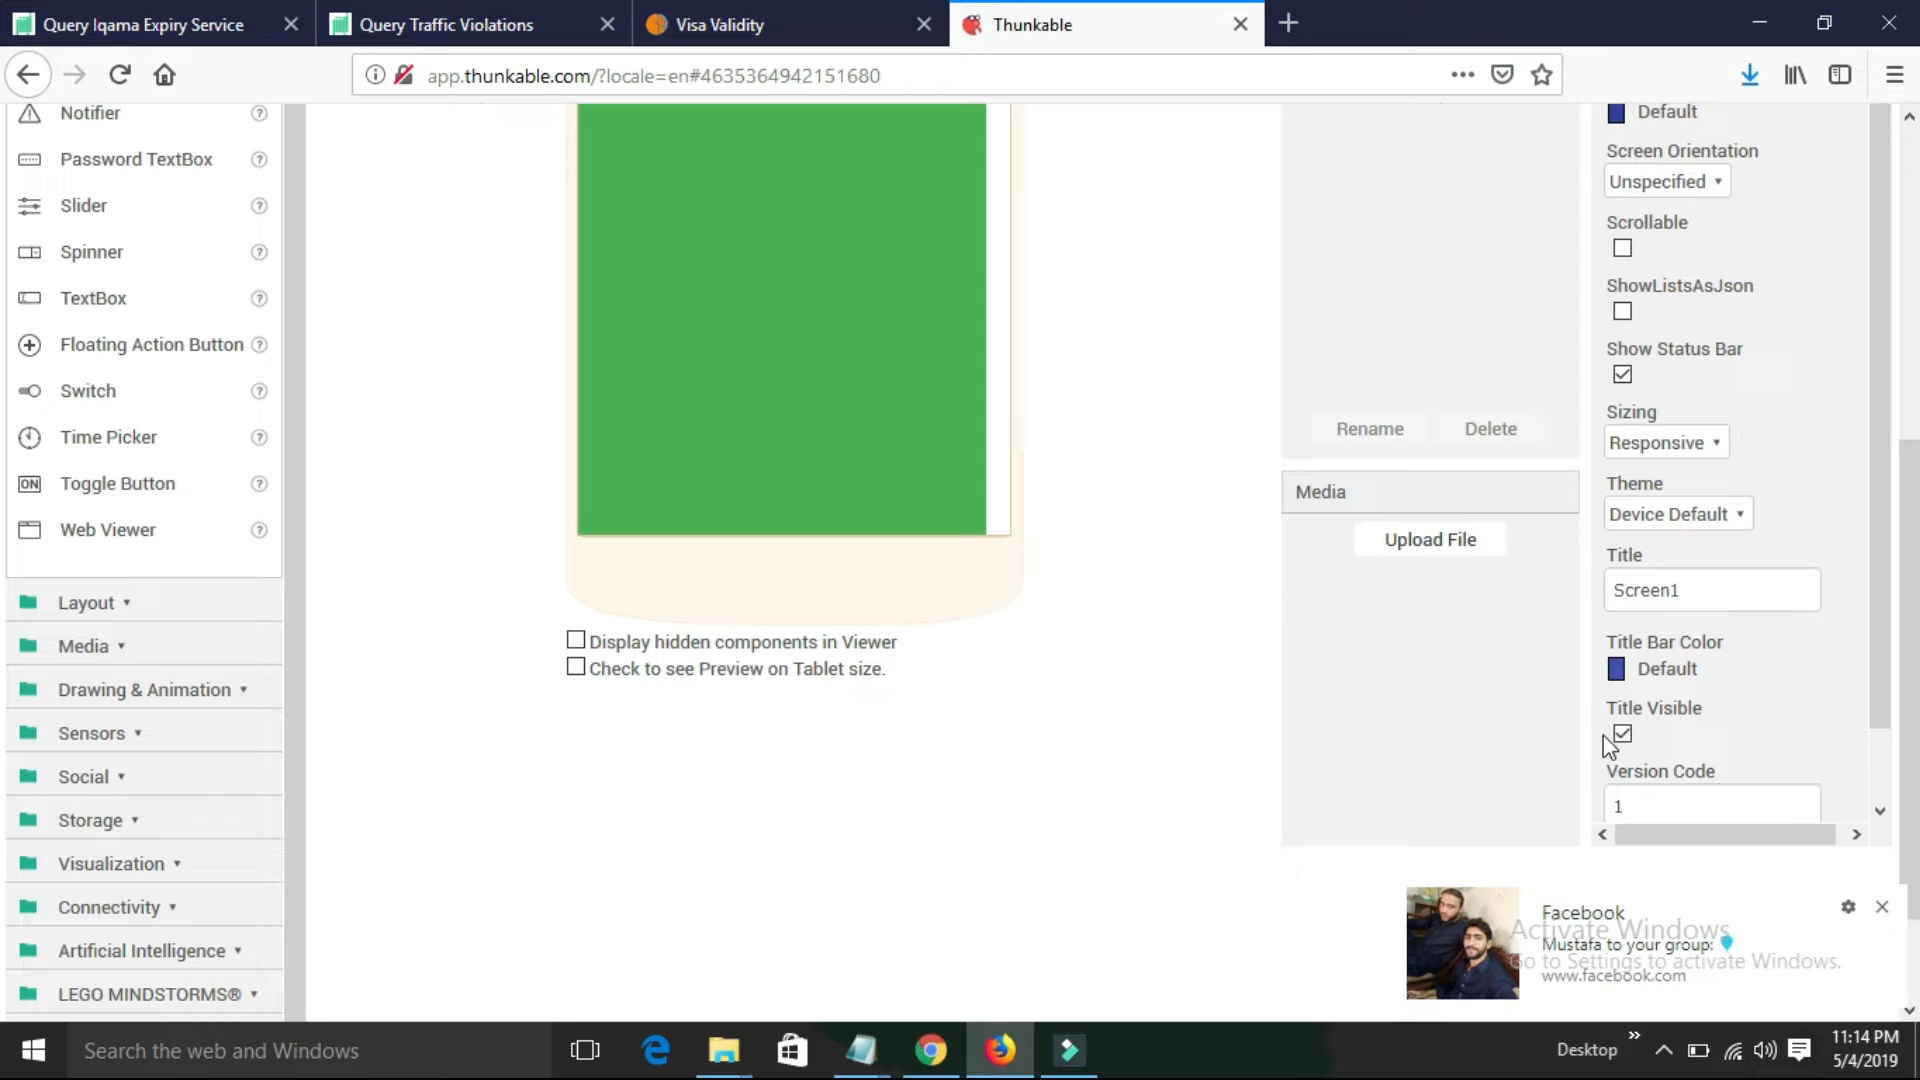 Query Iqama Expiry Service
Query Traffic Violations
Visa Validity
Thunkable
app.thunkable.com/?locale=en#4635364942151680
Notifier
Password TextBox
Slider
Spinner
TextBox
Floating Action Button
Switch
Time Picker
ON Toggle Button
Web Viewer
Layout
Media
Drawing & Animation
Sensors
Social
Storage
Visualization
Connectivity
Artificial Intelligence
LEGO MINDSTORMS®
Display hidden components in Viewer
Check to see Preview on Tablet size.
Rename Delete
Media
Upload File
Default
Screen Orientation
Unspecified
Scrollable
ShowListsAsJson
Show Status Bar
Sizing
Responsive
Theme
Device Default
Title
Screen1
Title Bar Color
Default
Title Visible
Version Code
1
Facebook
Mustafa to your group:
www.facebook.com
Activate Windows
Go to Settings to activate Windows.
Search the web and Windows
Desktop
11:14 PM
5/4/2019